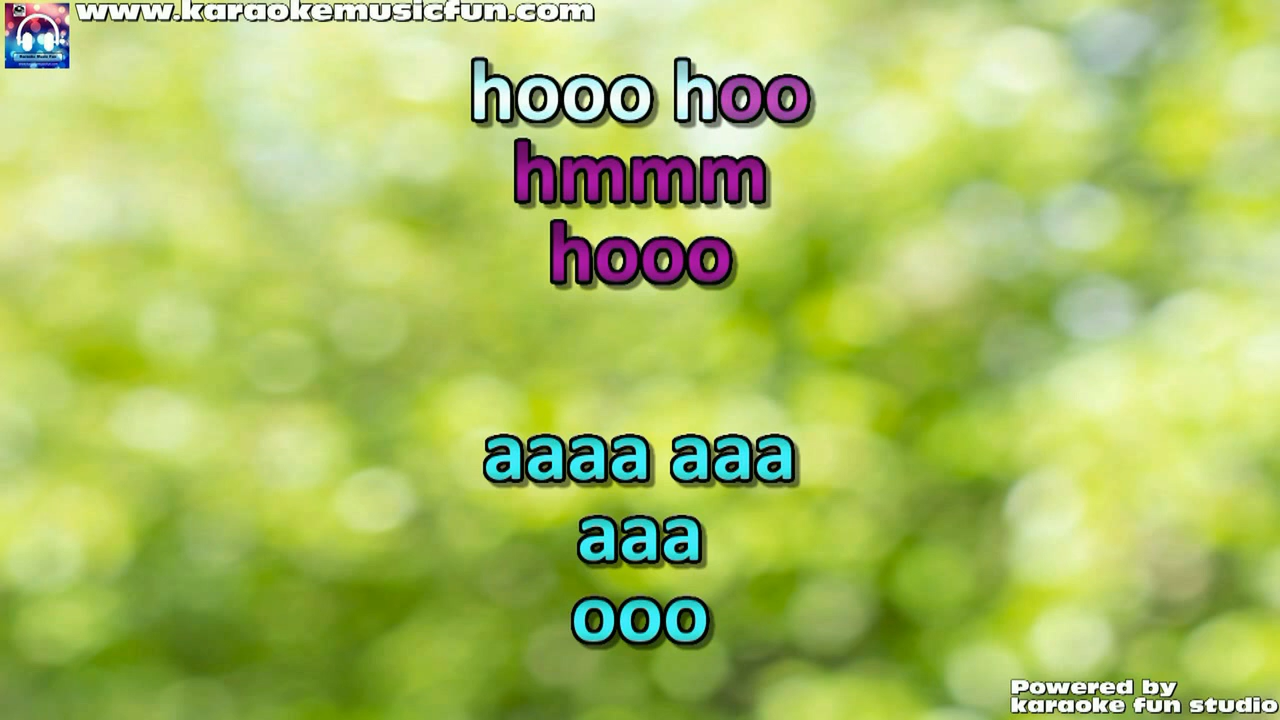 www.karaokemusicfun.com
hooo hoo
hmmm
hooo
aaaa aaa
aaa
ooo
Powered by
karaoke fun studio